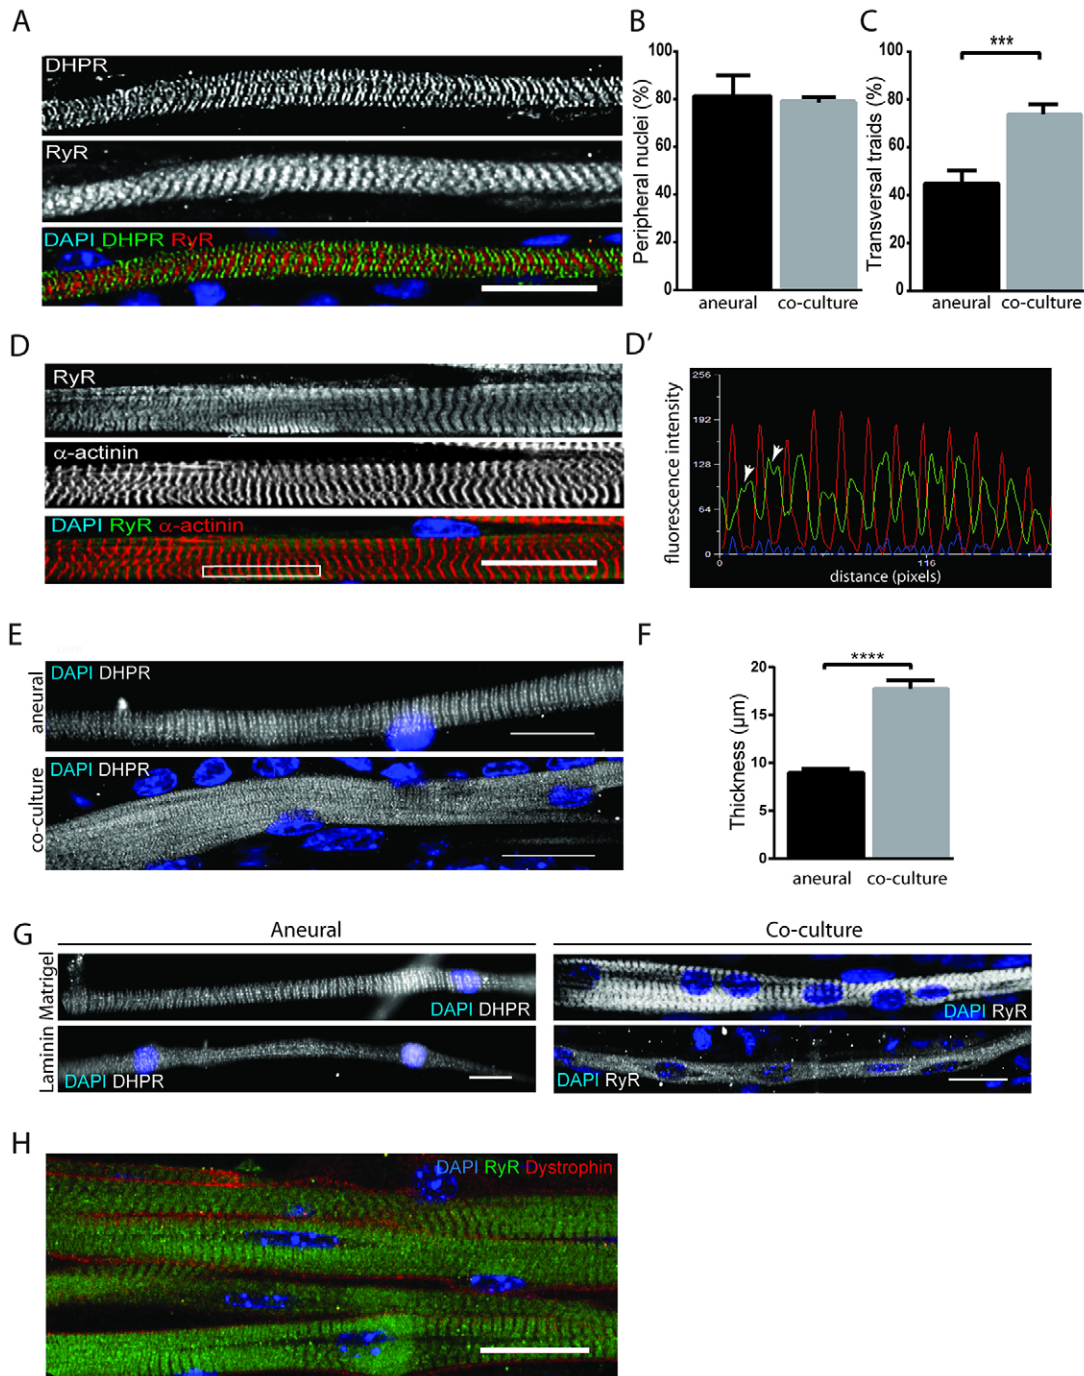 A
DHPR
RyR
DAPI DHPR RyR
B
Peripheral nuclei (%)
100
80
60
40
20
0
aneural
co-culture
C
Transversal traids (%)
100
80
60
40
20
0
***
aneural
co-culture
D
RyR
α-actinin
DAPI RyR α-actinin
D’
fluorescence intensity
256
192
128
64
0
0
116
distance (pixels)
E
aneural
DAPI DHPR
co-culture
DAPI DHPR
F
Thickness (µm)
20
15
10
5
0
****
aneural
co-culture
G
Aneural
Co-culture
Matrigel
DAPI DHPR
DAPI RyR
Laminin
DAPI DHPR
DAPI RyR
H
DAPI RyR Dystrophin